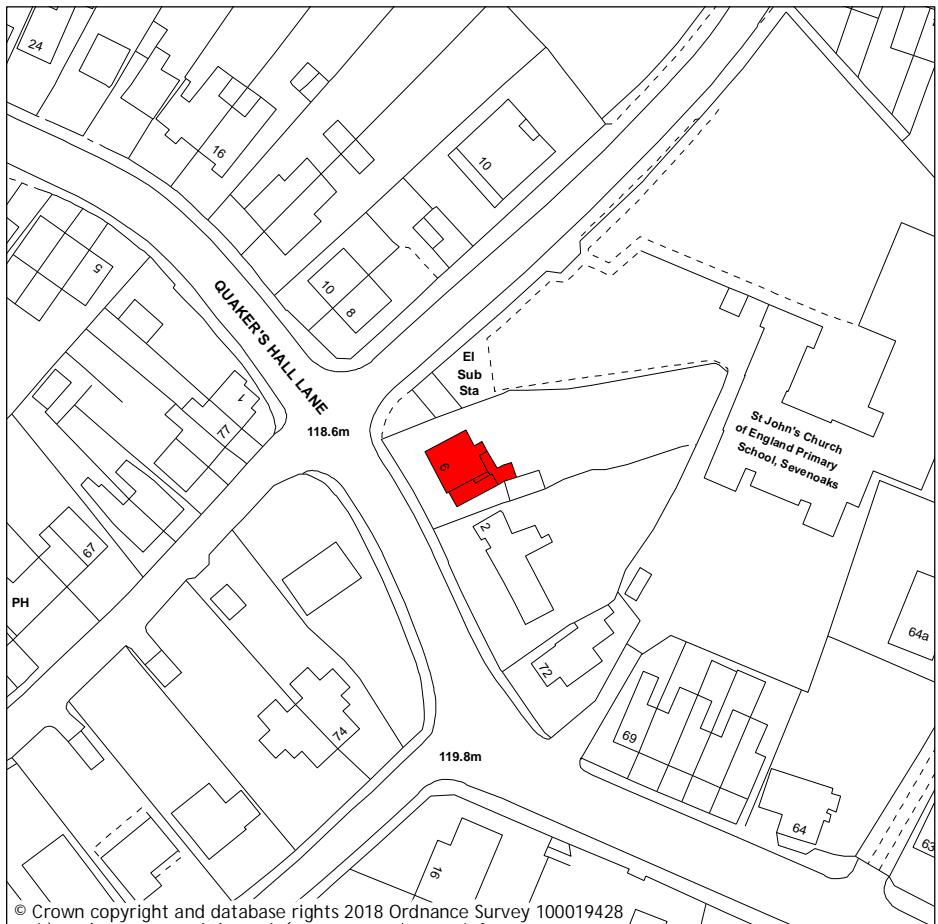 24
16
10
5
10
8
QUAKER'S HALL LANE
El
Sub
Sta
1
77
118.6m
6
St John's Church
of England Primary
School, Sevenoaks
2
67
PH
64a
72
74
69
119.8m
64
63
16
© Crown copyright and database rights 2018 Ordnance Survey 100019428